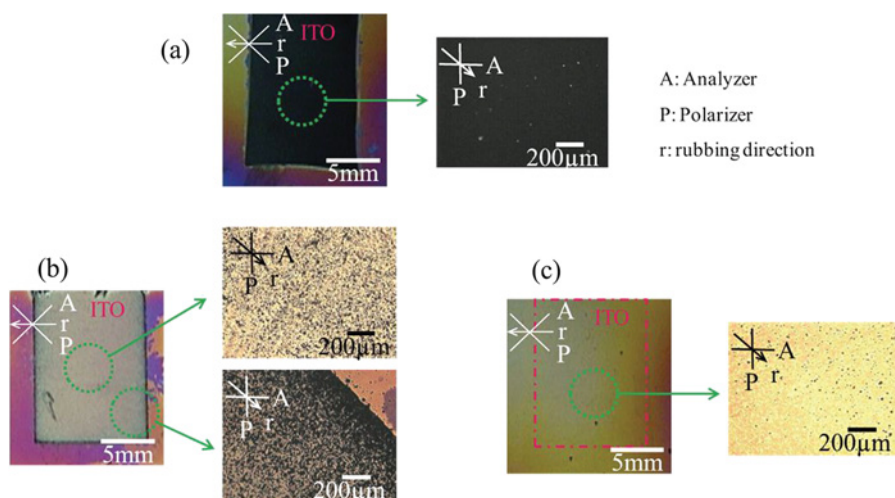 (a)
A
r
P
ITO
5mm
A
P
r
200μm
A: Analyzer
P: Polarizer
r: rubbing direction
(b)
A
r
P
ITO
5mm
A
P
r
200μm
A
P
r
200μm
(c)
A
r
P
ITO
5mm
A
P
r
200μm